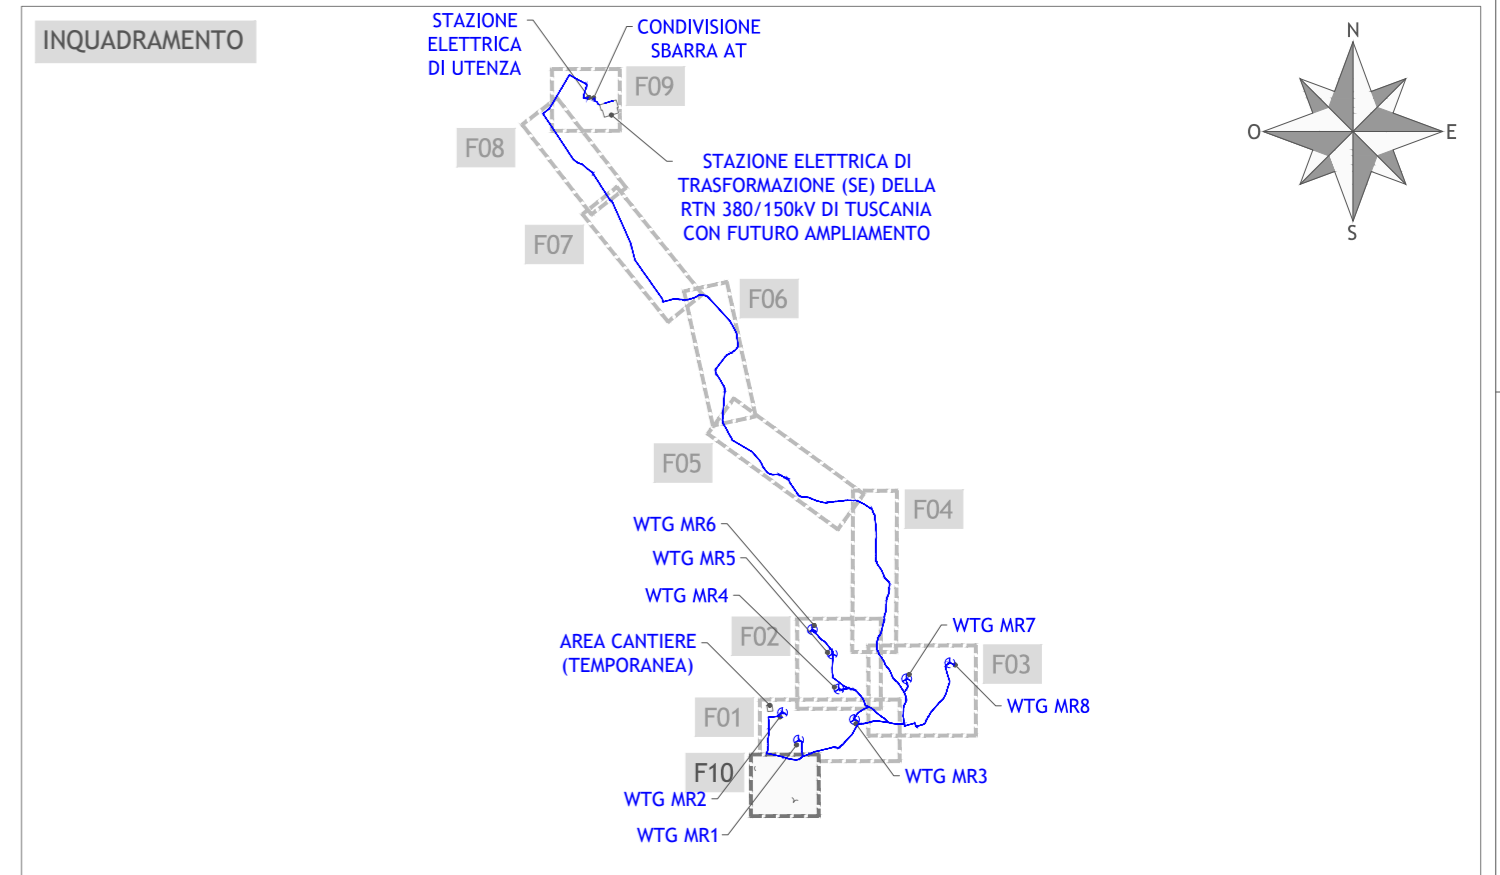 INQUADRAMENTO
STAZIONE
ELETTRICA
DI UTENZA
CONDIVISIONE
SBARRA AT
F09
F08
STAZIONE ELETTRICA DI
TRASFORMAZIONE (SE) DELLA
RTN 380/150kV DI TUSCANIA
CON FUTURO AMPLIAMENTO
N
O
E
S
F07
F06
F05
F04
WTG MR6
WTG MR5
WTG MR4
F02
AREA CANTIERE
(TEMPORANEA)
WTG MR7
F03
WTG MR8
F01
F10
WTG MR3
WTG MR2
WTG MR1